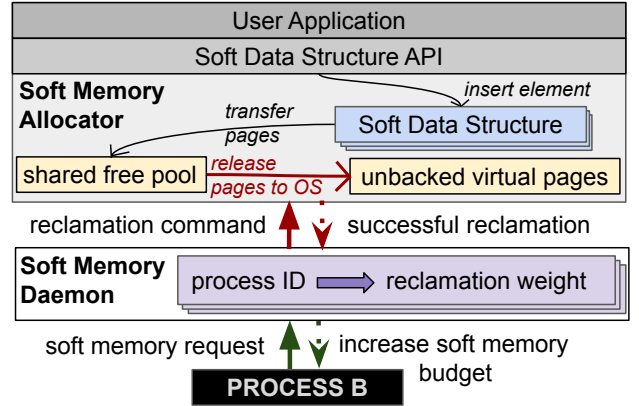 User Application
Soft Data Structure API
Soft Memory
Allocator
insert element
transfer
pages
Soft Data Structure
shared free pool
release
pages to OS
unbacked virtual pages
reclamation command
successful reclamation
Soft Memory
Daemon
process ID
reclamation weight
soft memory request
increase soft memory
budget
PROCESS B